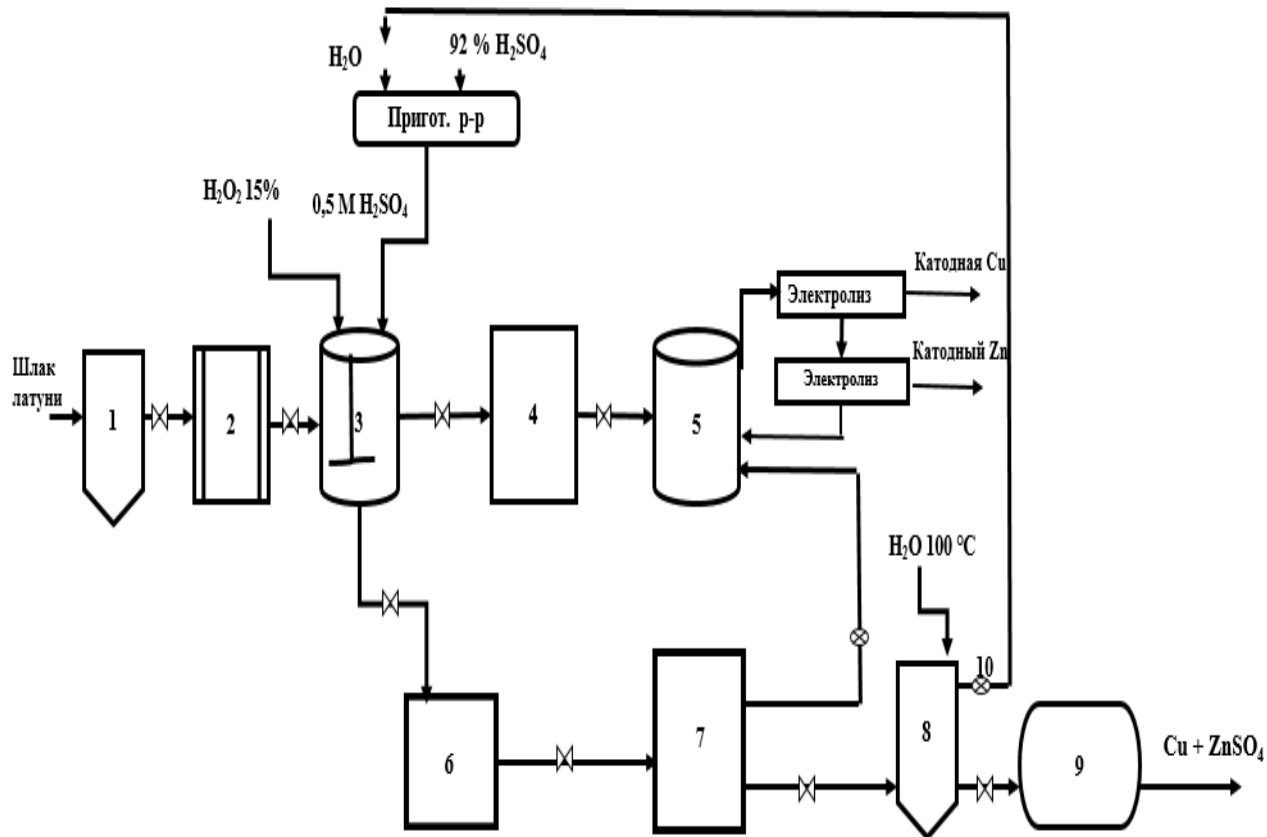 H₂O
92 % H₂SO₄
Пригот. р-р
H₂O₂ 15%
0,5 M H₂SO₄
Катодная Cu
Электролиз
Катодный Zn
Электролиз
Шлак
латуни
1
2
3
4
5
H₂O 100 °C
10
6
7
8
9
Cu + ZnSO₄